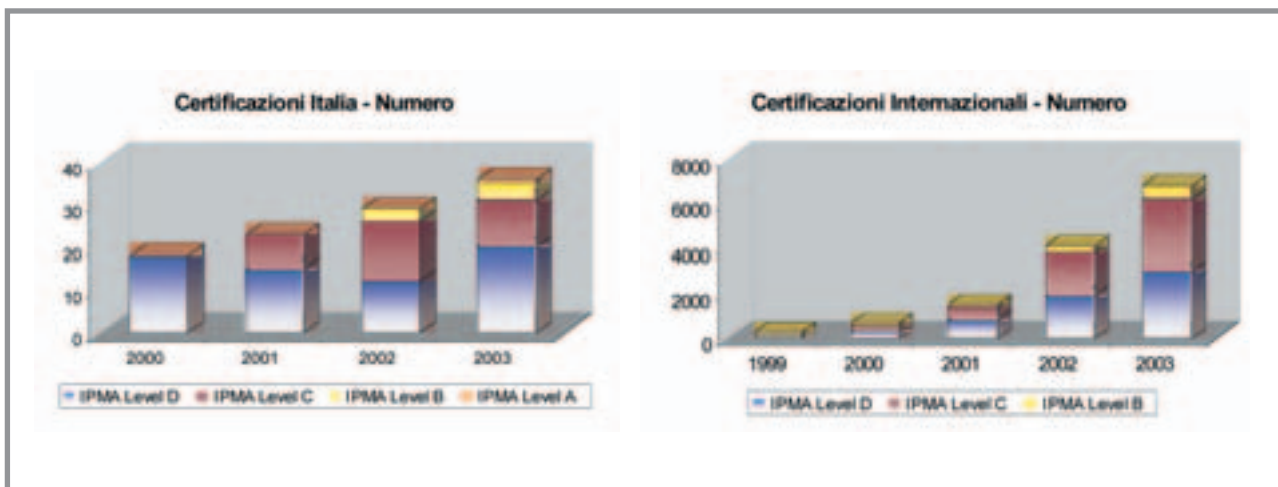 Certificazioni Italia - Numero
40
30
20
10
0
2000 2001 2002 2003
IPMA Level D IPMA Level C IPMA Level B IPMA Level A
Certificazioni Internazionali - Numero
8000
6000
4000
2000
0
1999 2000 2001 2002 2003
IPMA Level D IPMA Level C IPMA Level B